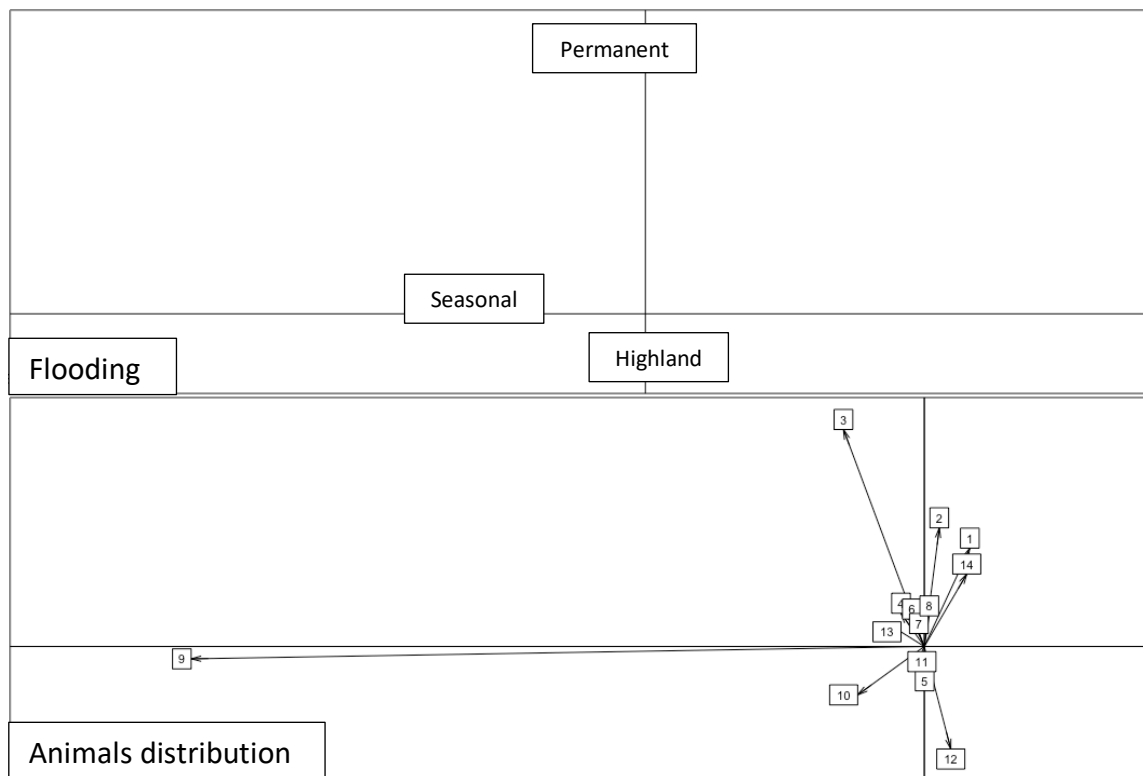 Permanent
Seasonal
Highland
Flooding
3
2
1
14
4
6
8
7
13
9
11
5
10
12
Animals distribution